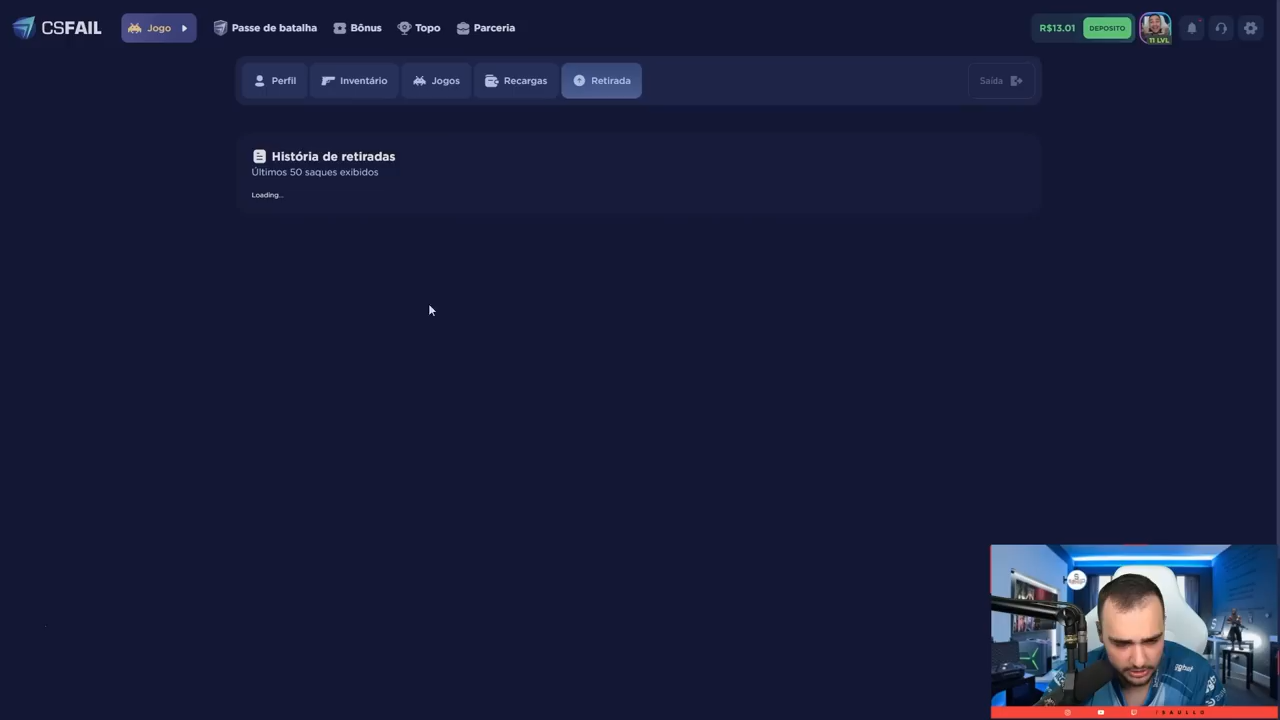 CSFAIL
Jogo
Passe de batalha
Bônus
Topo
Parceria
R$13.01
DEPOSITO
11 LVL
Perfil
Inventário
Jogos
Recargas
Retirada
Saída
História de retiradas
Últimos 50 saques exibidos
Loading...
ISAULLO